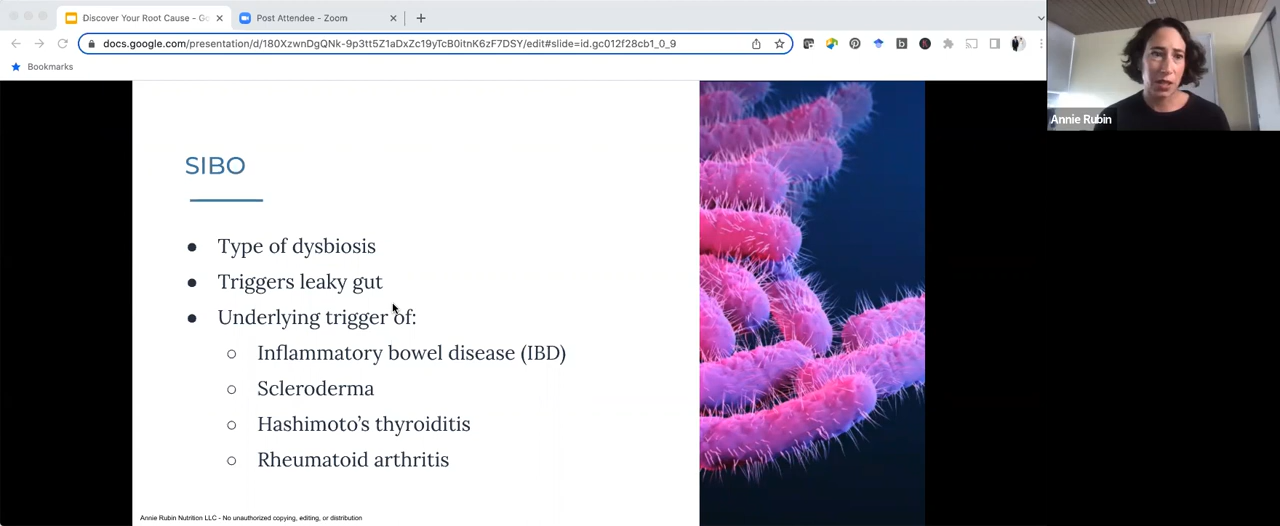 Discover Your Root Cause - Go
Post Attendee - Zoom
docs.google.com/presentation/d/180XzwnDgQNk-9p3tt5Z1aDxZc19yTcB0itnK6zF7DSY/edit#slide=id.gc012f28cb1_0_9
Bookmarks
Annie Rubin
SIBO
● Type of dysbiosis
● Triggers leaky gut
● Underlying trigger of:
○ Inflammatory bowel disease (IBD)
○ Scleroderma
○ Hashimoto’s thyroiditis
○ Rheumatoid arthritis
Annie Rubin Nutrition LLC - No unauthorized copying, editing, or distribution